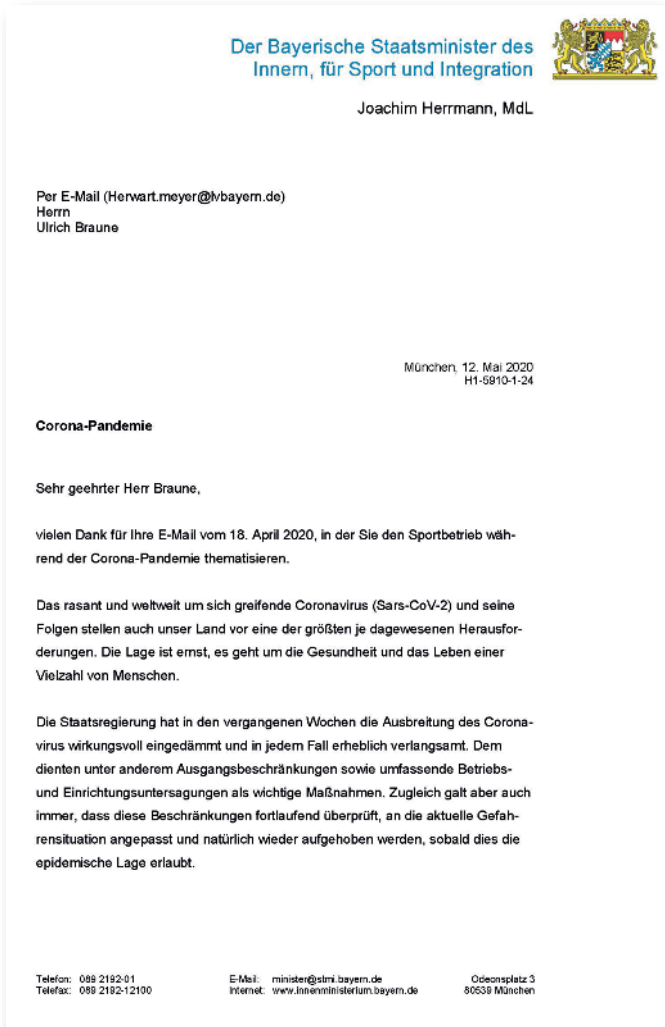 Der Bayerische Staatsminister des
Innern, für Sport und Integration
Joachim Herrmann, MdL
Per E-Mail (Herwart.meyer@lvbayern.de)
Herrn
Ulrich Braune
München, 12. Mai 2020
H1-5910-1-24
Corona-Pandemie
Sehr geehrter Herr Braune,
vielen Dank für Ihre E-Mail vom 18. April 2020, in der Sie den Sportbetrieb wäh-
rend der Corona-Pandemie thematisieren.
Das rasant und weltweit um sich greifende Coronavirus (Sars-CoV-2) und seine
Folgen stellen auch unser Land vor eine der größten je dagewesenen Herausfor-
derungen. Die Lage ist ernst, es geht um die Gesundheit und das Leben einer
Vielzahl von Menschen.
Die Staatsregierung hat in den vergangenen Wochen die Ausbreitung des Corona-
virus wirkungsvoll eingedämmt und in jedem Fall erheblich verlangsamt. Dem
dienten unter anderem Ausgangsbeschränkungen sowie umfassende Betriebs-
und Einrichtungsuntersagungen als wichtige Maßnahmen. Zugleich galt aber auch
immer, dass diese Beschränkungen fortlaufend überprüft, an die aktuelle Gefah-
rensituation angepasst und natürlich wieder aufgehoben werden, sobald dies die
epidemische Lage erlaubt.
Telefon: 089 2192-01
Telefax: 089 2192-12100
E-Mail: minister@stmi.bayern.de
Internet: www.innenministerium.bayern.de
Odeonsplatz 3
80539 München